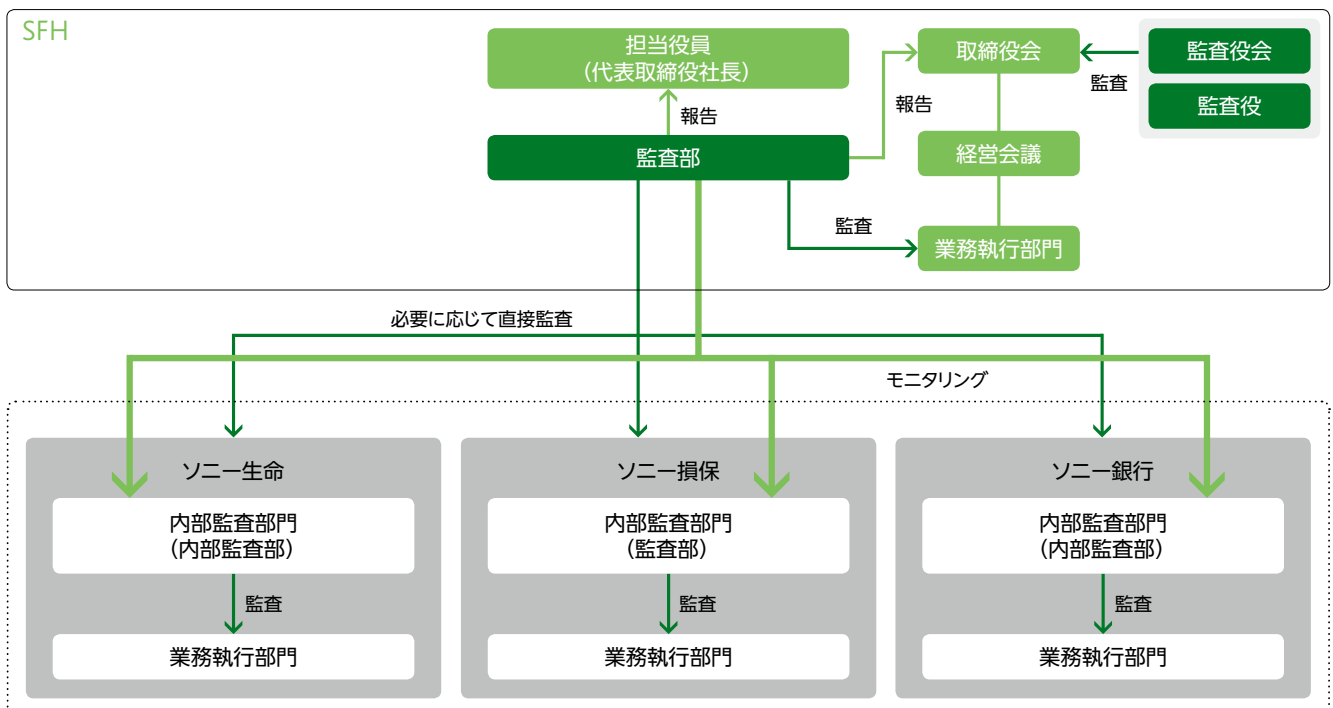 SFH
担当役員
（代表取締役社長）
報告
監査部
報告
取締役会
監査
監査役会
監査役
経営会議
監査
業務執行部門
必要に応じて直接監査
モニタリング
ソニー生命
内部監査部門
（内部監査部）
監査
業務執行部門
ソニー損保
内部監査部門
（監査部）
監査
業務執行部門
ソニー銀行
内部監査部門
（内部監査部）
監査
業務執行部門